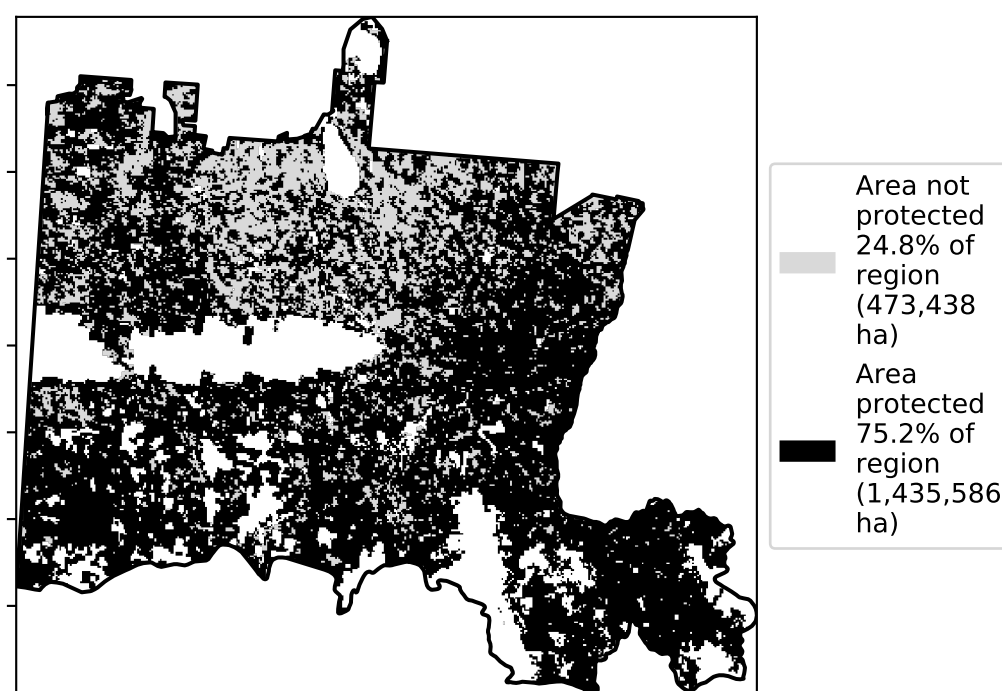 Area not
protected
24.8% of
region
(473,438
ha)
Area
protected
75.2% of
region
(1,435,586
ha)